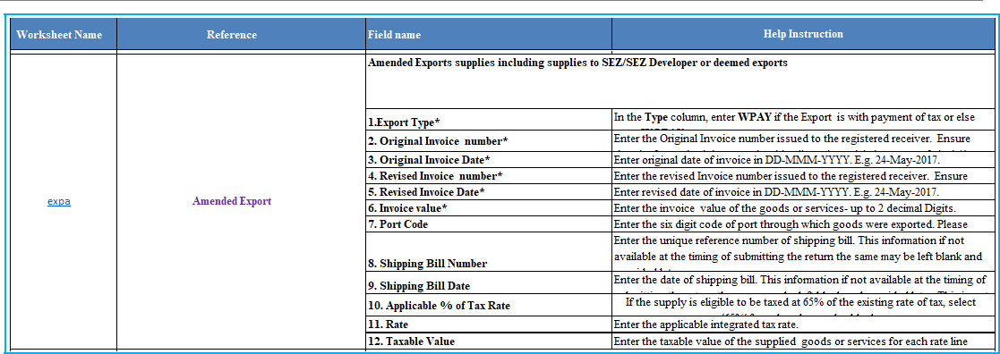 Worksheet Name Reference Field name Help Instruction
Amended Exports supplies including supplies to SEZ/SEZ Developer or deemed exports
expa
Amended Export
1.Export Type* In the Type column, enter WPAY if the Export is with payment of tax or else
2. Original Invoice number* Enter the Original Invoice number issued to the registered receiver. Ensure
3. Original Invoice Date* Enter original date of invoice in DD-MMM-YYYY. E.g. 24-May-2017.
4. Revised Invoice number* Enter the revised Invoice number issued to the registered receiver. Ensure
5. Revised Invoice Date* Enter revised date of invoice in DD-MMM-YYYY. E.g. 24-May-2017.
6. Invoice value* Enter the invoice value of the goods or services- up to 2 decimal Digits.
7. Port Code Enter the six digit code of port through which goods were exported. Please
8. Shipping Bill Number Enter the unique reference number of shipping bill. This information if not
available at the timing of submitting the return the same may be left blank and
9. Shipping Bill Date Enter the date of shipping bill. This information if not available at the timing of
10. Applicable % of Tax Rate If the supply is eligible to be taxed at 65% of the existing rate of tax, select
11. Rate Enter the applicable integrated tax rate.
12. Taxable Value Enter the taxable value of the supplied goods or services for each rate line